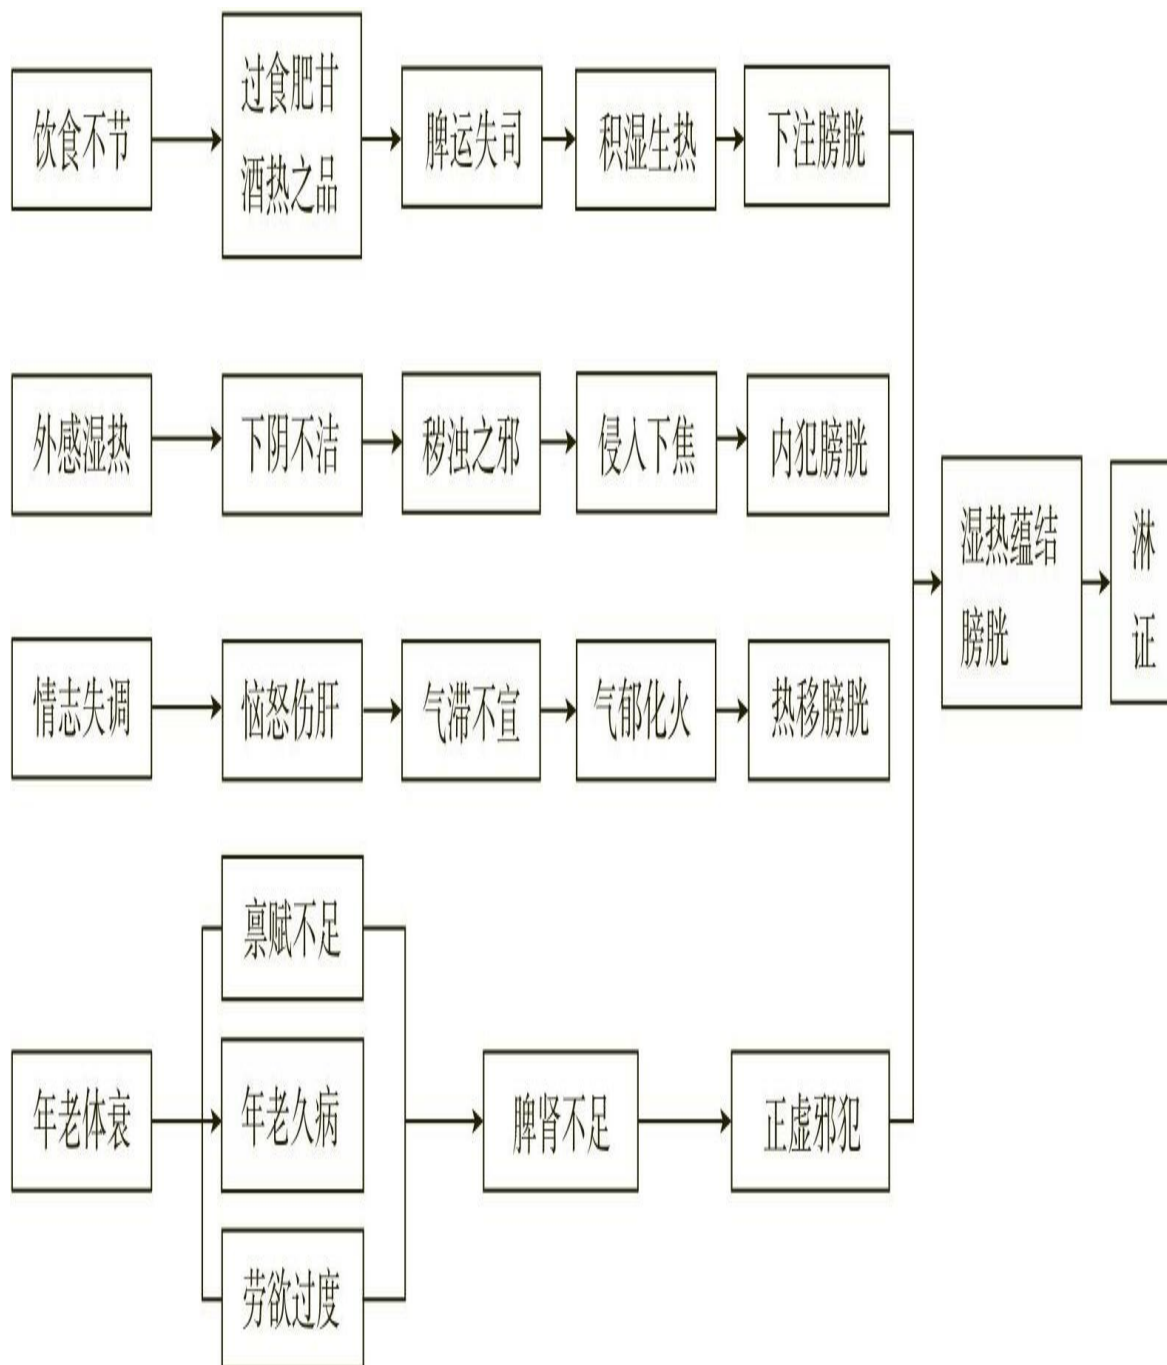 饮食不节
过食肥甘
酒热之品
脾运失司
积湿生热
下注膀胱
外感湿热
下阴不洁
秽浊之邪
侵入下焦
内犯膀胱
情志失调
恼怒伤肝
气滞不宣
气郁化火
热移膀胱
年老体衰
禀赋不足
年老久病
劳欲过度
脾肾不足
正虚邪犯
湿热蕴结
膀胱
淋
证